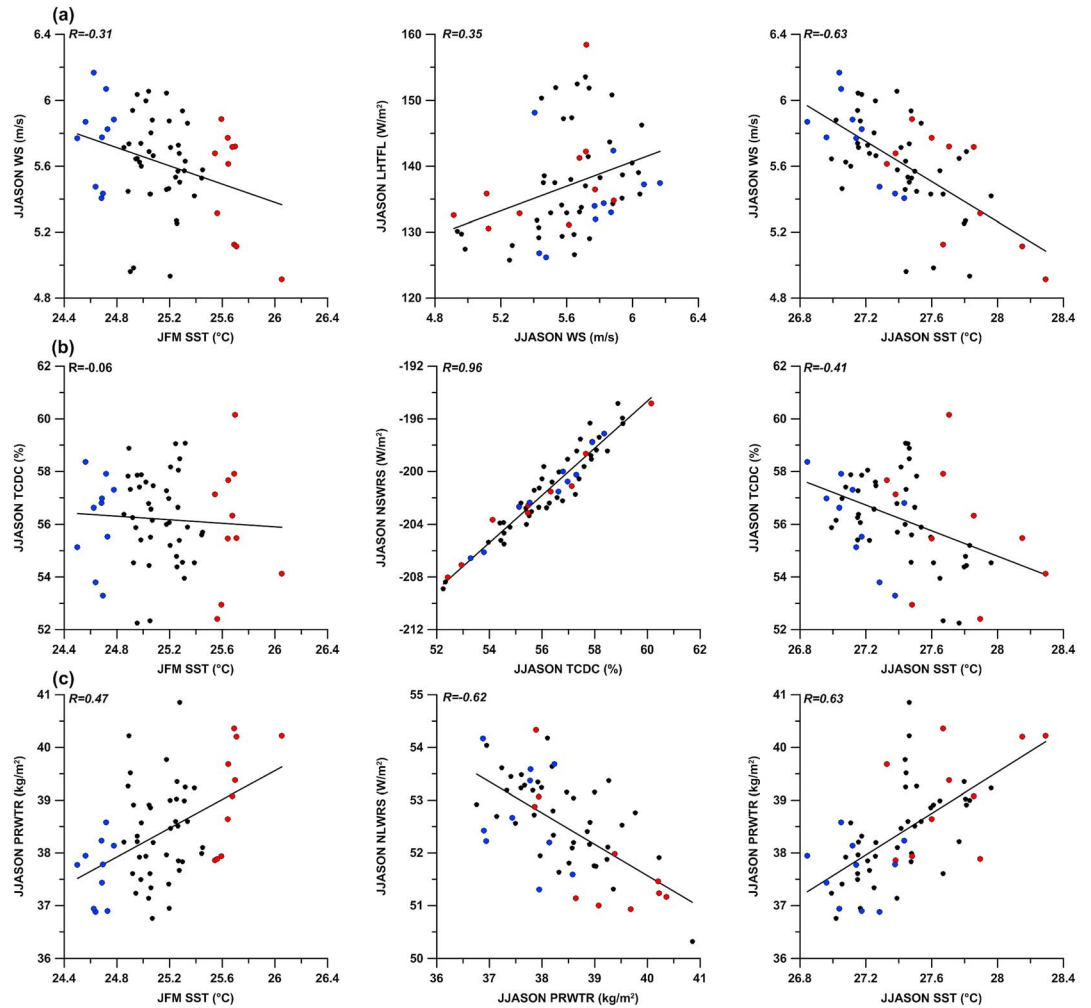 (a)
R=-0.31
6.4
6
5.6
5.2
4.8
JJASON WS (m/s)
24.4 24.8 25.2 25.6 26 26.4
JFM SST (°C)
R=0.35
160
150
140
130
120
JJASON LHTFL (W/m²)
4.8 5.2 5.6 6 6.4
JJASON WS (m/s)
R=-0.63
6.4
6
5.6
5.2
4.8
JJASON WS (m/s)
26.8 27.2 27.6 28 28.4
JJASON SST (°C)
(b)
R=-0.06
62
60
58
56
54
52
JJASON TCDC (%)
24.4 24.8 25.2 25.6 26 26.4
JFM SST (°C)
R=0.96
-192
-196
-200
-204
-208
-212
JJASON NSWRS (W/m²)
52 54 56 58 60 62
JJASON TCDC (%)
R=-0.41
62
60
58
56
54
52
JJASON TCDC (%)
26.8 27.2 27.6 28 28.4
JJASON SST (°C)
(c)
R=0.47
41
40
39
38
37
36
JJASON PRWTR (kg/m²)
24.4 24.8 25.2 25.6 26 26.4
JFM SST (°C)
R=-0.62
55
54
53
52
51
50
JJASON NLWRS (W/m²)
36 37 38 39 40 41
JJASON PRWTR (kg/m²)
R=0.63
41
40
39
38
37
36
JJASON PRWTR (kg/m²)
26.8 27.2 27.6 28 28.4
JJASON SST (°C)